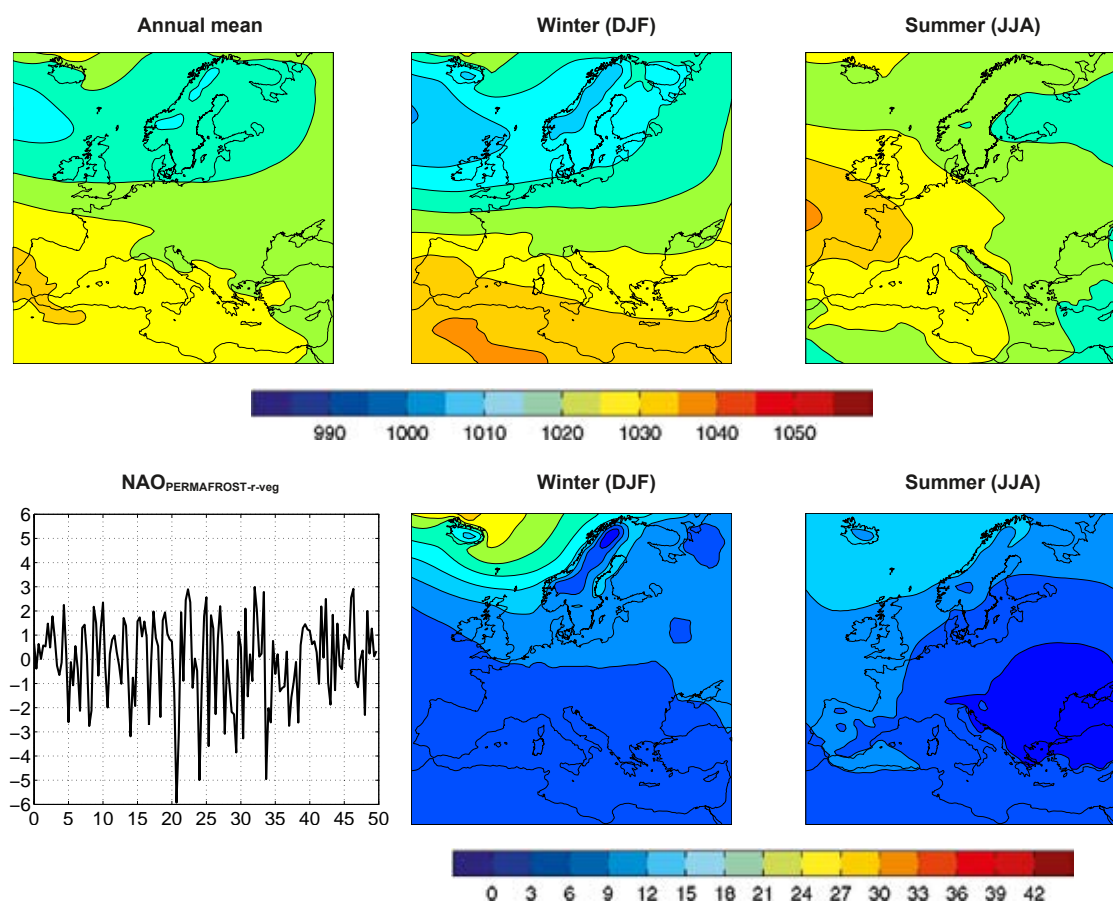 Annual mean
Winter (DJF)
Summer (JJA)
990 1000 1010 1020 1030 1040 1050
NAOPERMAFROST-r-veg
Winter (DJF)
Summer (JJA)
6
5
4
3
2
1
0
−1
−2
−3
−4
−5
−6
0 5 10 15 20 25 30 35 40 45 50
0 3 6 9 12 15 18 21 24 27 30 33 36 39 42